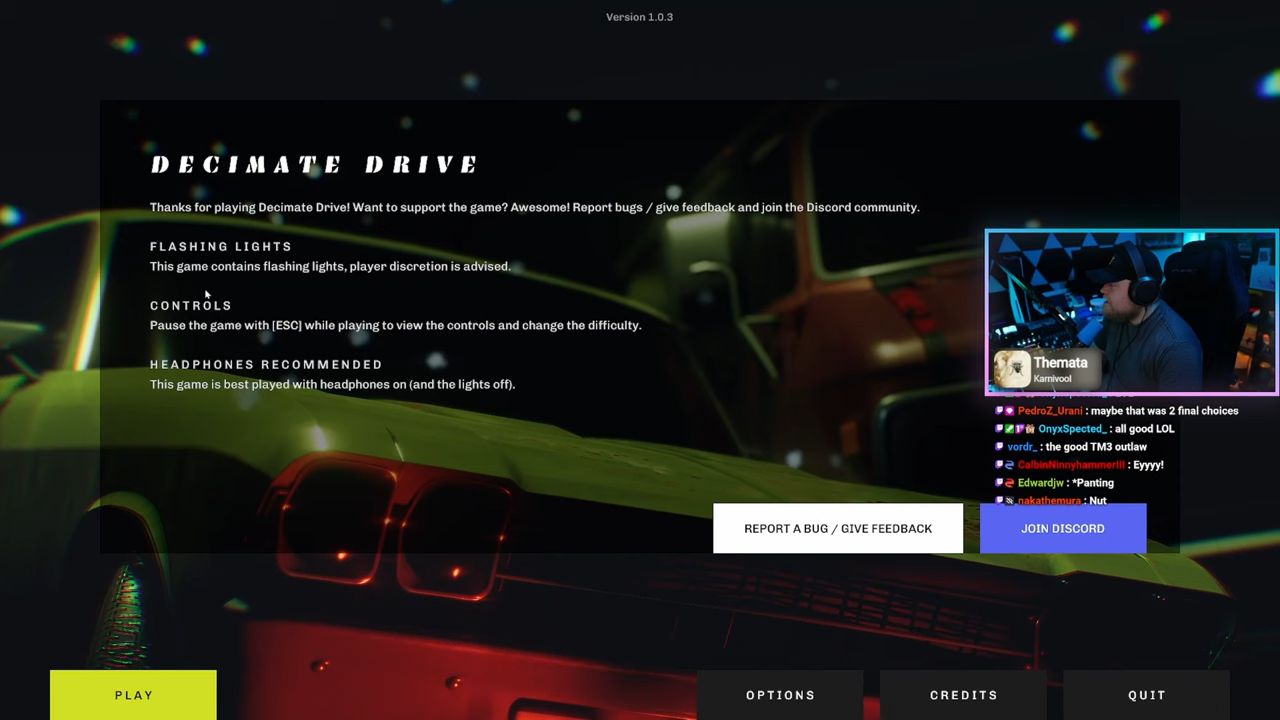 Version 1.0.3
DECIMATE DRIVE
Thanks for playing Decimate Drive! Want to support the game? Awesome! Report bugs / give feedback and join the Discord community.
FLASHING LIGHTS
This game contains flashing lights, player discretion is advised.
CONTROLS
Pause the game with [ESC] while playing to view the controls and change the difficulty.
HEADPHONES RECOMMENDED
This game is best played with headphones on (and the lights off).
Themata
Karnivool
PedroZ_Urani : maybe that was 2 final choices
OnyxSpected_ : all good LOL
vordr_ : the good TM3 outlaw
CalbinNinnyhammerIII : Eyyyy!
Edwardjw : *Panting
nakathemura : Nut
REPORT A BUG / GIVE FEEDBACK
JOIN DISCORD
PLAY
OPTIONS
CREDITS
QUIT